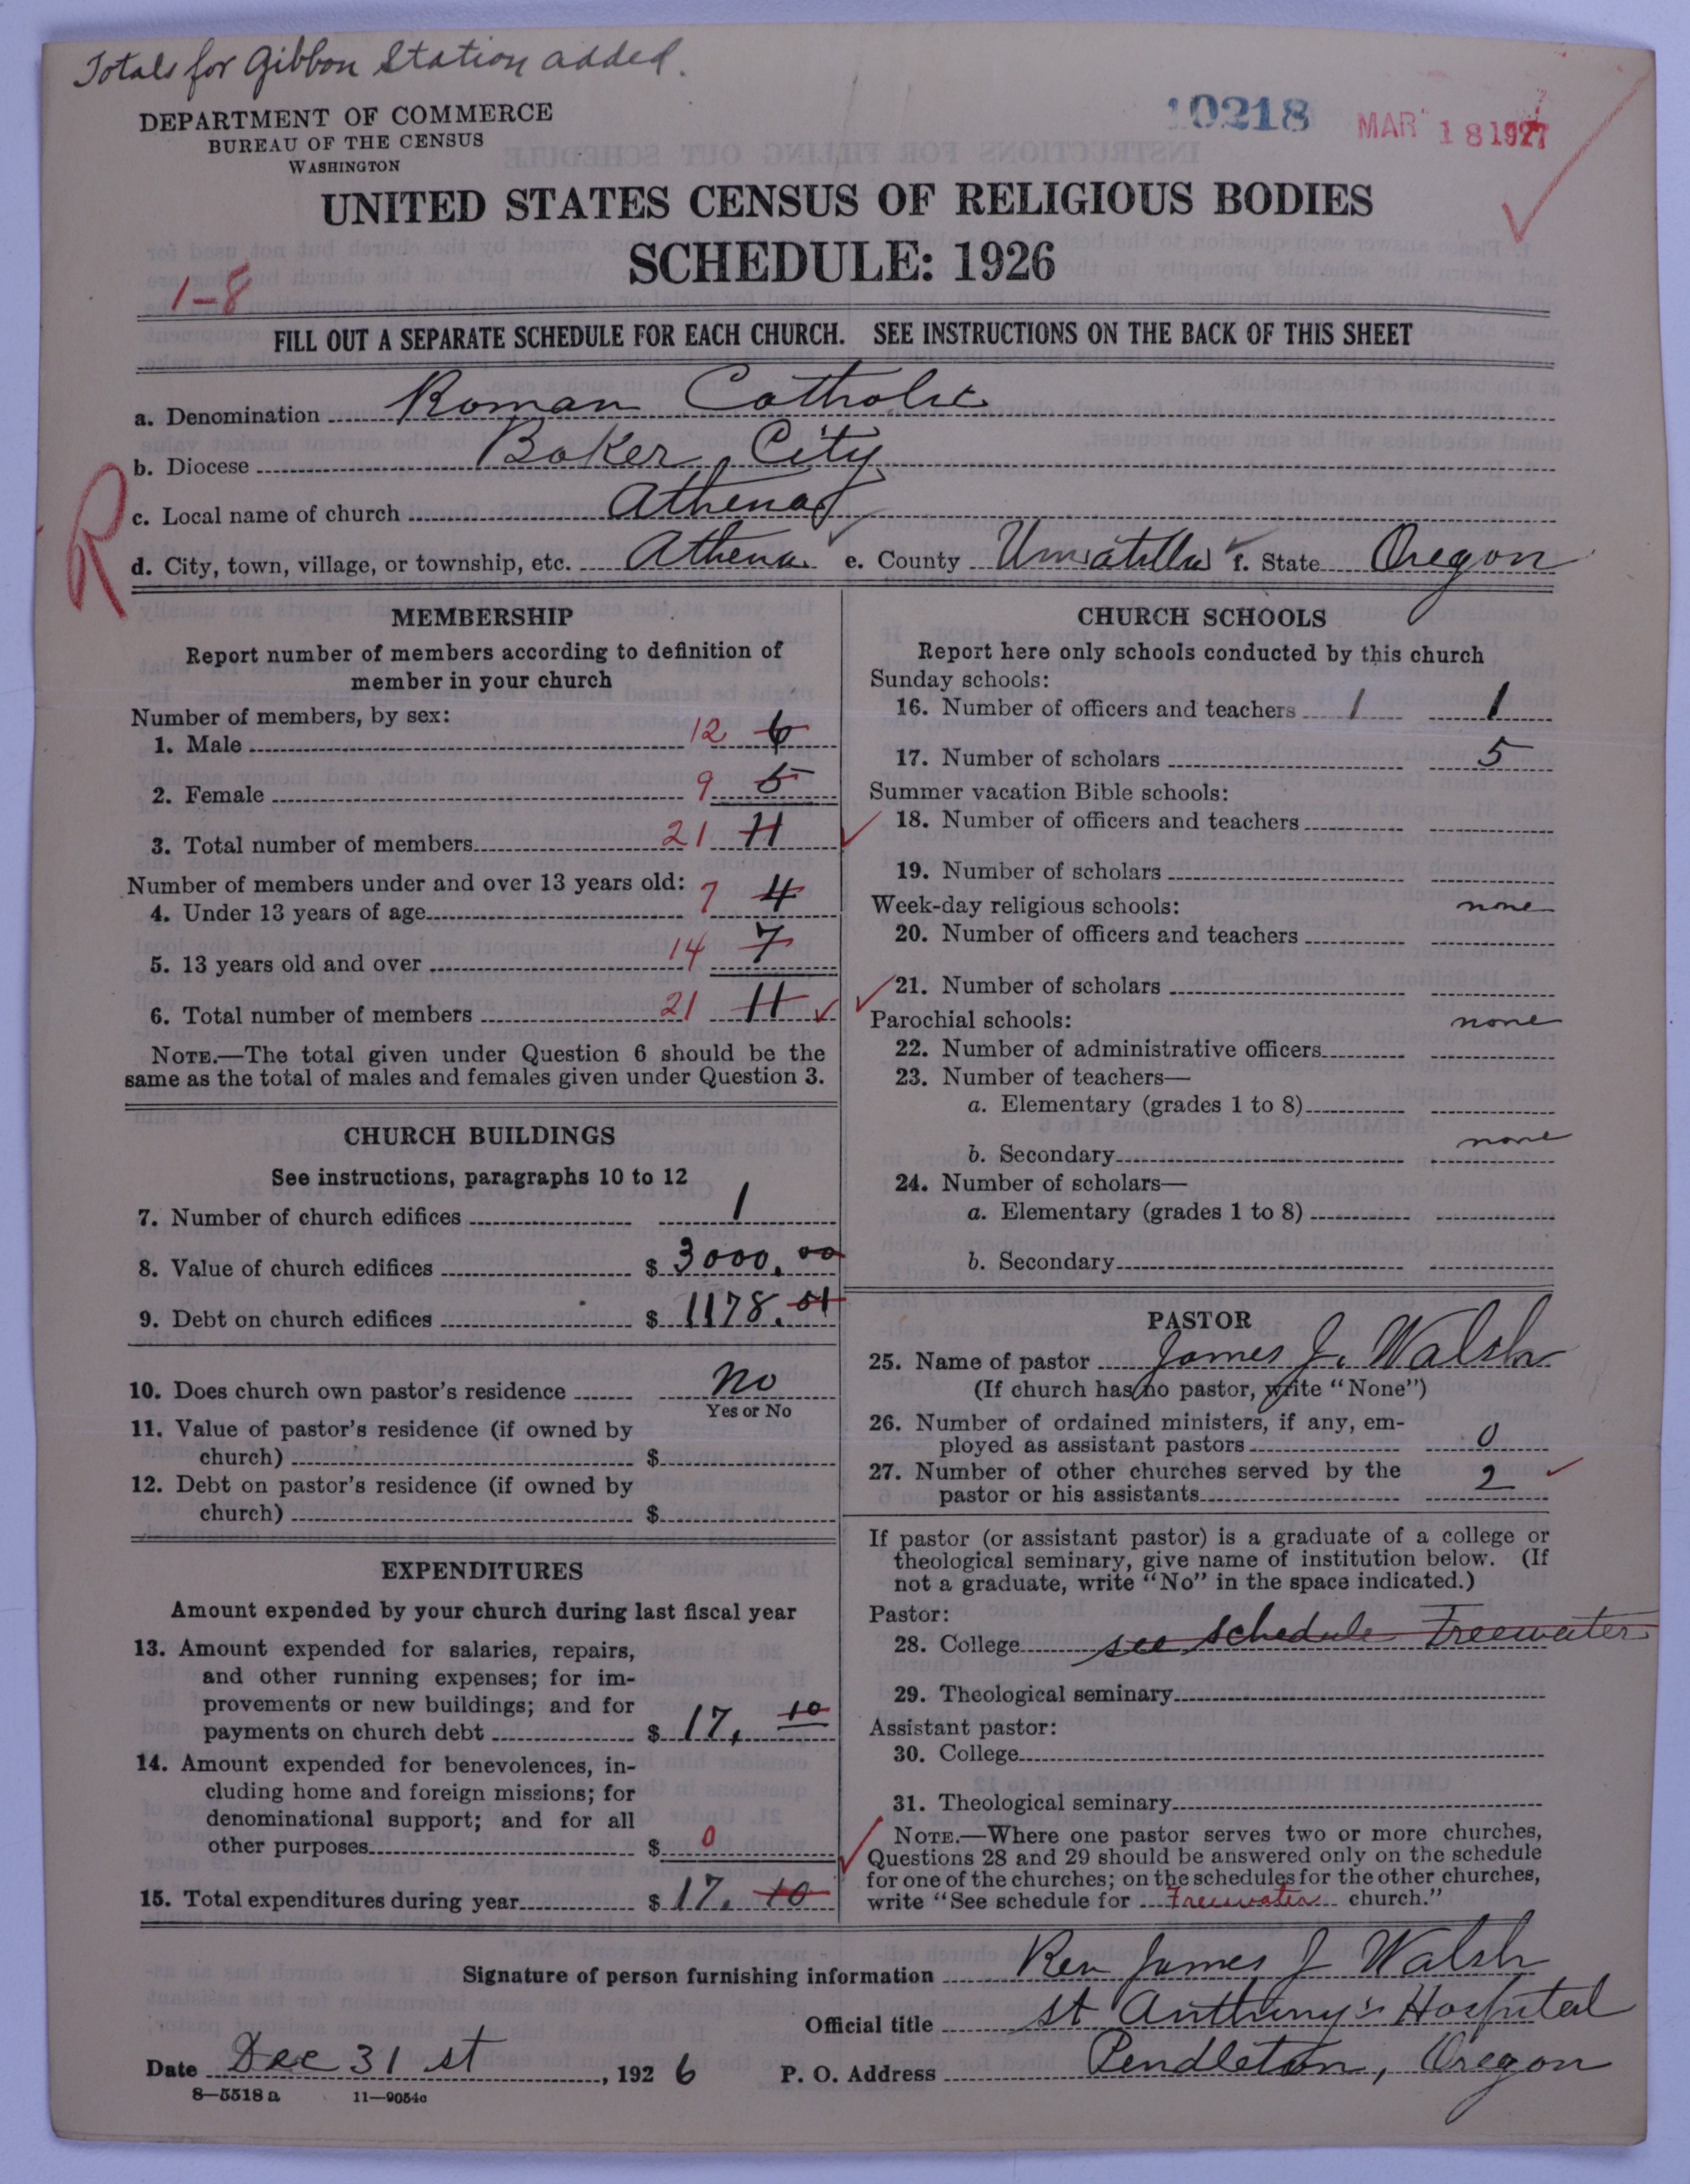 Totals for Gibbon Station added.
DEPARTMENT OF COMMERCE
BUREAU OF THE CENSUS
WASHINGTON
10218
MAR 18 1927
UNITED STATES CENSUS OF RELIGIOUS BODIES
SCHEDULE: 1926
1-8
FILL OUT A SEPARATE SCHEDULE FOR EACH CHURCH. SEE INSTRUCTIONS ON THE BACK OF THIS SHEET
a. Denomination Roman Catholic
b. Diocese Baker City
c. Local name of church Athena
R
d. City, town, village, or township, etc. Athena e. County Umatilla f. State Oregon
MEMBERSHIP
Report number of members according to definition of
member in your church
Number of members, by sex:
1. Male 12 6
2. Female 9 5
3. Total number of members 21 11
Number of members under and over 13 years old:
4. Under 13 years of age 7 4
5. 13 years old and over 14 7
6. Total number of members 21 11
NOTE.—The total given under Question 6 should be the
same as the total of males and females given under Question 3.
CHURCH BUILDINGS
See instructions, paragraphs 10 to 12
7. Number of church edifices 1
8. Value of church edifices $ 3000.00
9. Debt on church edifices $ 1178.01
10. Does church own pastor's residence No
Yes or No
11. Value of pastor's residence (if owned by
church) $
12. Debt on pastor's residence (if owned by
church) $
EXPENDITURES
Amount expended by your church during last fiscal year
13. Amount expended for salaries, repairs,
and other running expenses; for im-
provements or new buildings; and for
payments on church debt $ 17. 10
14. Amount expended for benevolences, in-
cluding home and foreign missions; for
denominational support; and for all
other purposes $ 0
15. Total expenditures during year $ 17. 10
CHURCH SCHOOLS
Report here only schools conducted by this church
Sunday schools:
16. Number of officers and teachers 1 1
17. Number of scholars 5
Summer vacation Bible schools:
18. Number of officers and teachers
19. Number of scholars
Week-day religious schools: none
20. Number of officers and teachers
21. Number of scholars
Parochial schools: none
22. Number of administrative officers
23. Number of teachers—
a. Elementary (grades 1 to 8)
none
b. Secondary
24. Number of scholars—
a. Elementary (grades 1 to 8)
b. Secondary
PASTOR
25. Name of pastor James J. Walsh
(If church has no pastor, write "None")
26. Number of ordained ministers, if any, em-
ployed as assistant pastors 0
27. Number of other churches served by the
pastor or his assistants 2
If pastor (or assistant pastor) is a graduate of a college or
theological seminary, give name of institution below. (If
not a graduate, write "No" in the space indicated.)
Pastor:
28. College see schedule Freewater
29. Theological seminary
Assistant pastor:
30. College
31. Theological seminary
NOTE.—Where one pastor serves two or more churches,
Questions 28 and 29 should be answered only on the schedule
for one of the churches; on the schedules for the other churches,
write "See schedule for Freewater church."
Signature of person furnishing information Rev James J Walsh
Official title St Anthony's Hospital
Date Dec 31 st, 1926 P. O. Address Pendleton, Oregon
8—5518 a 11—9054c